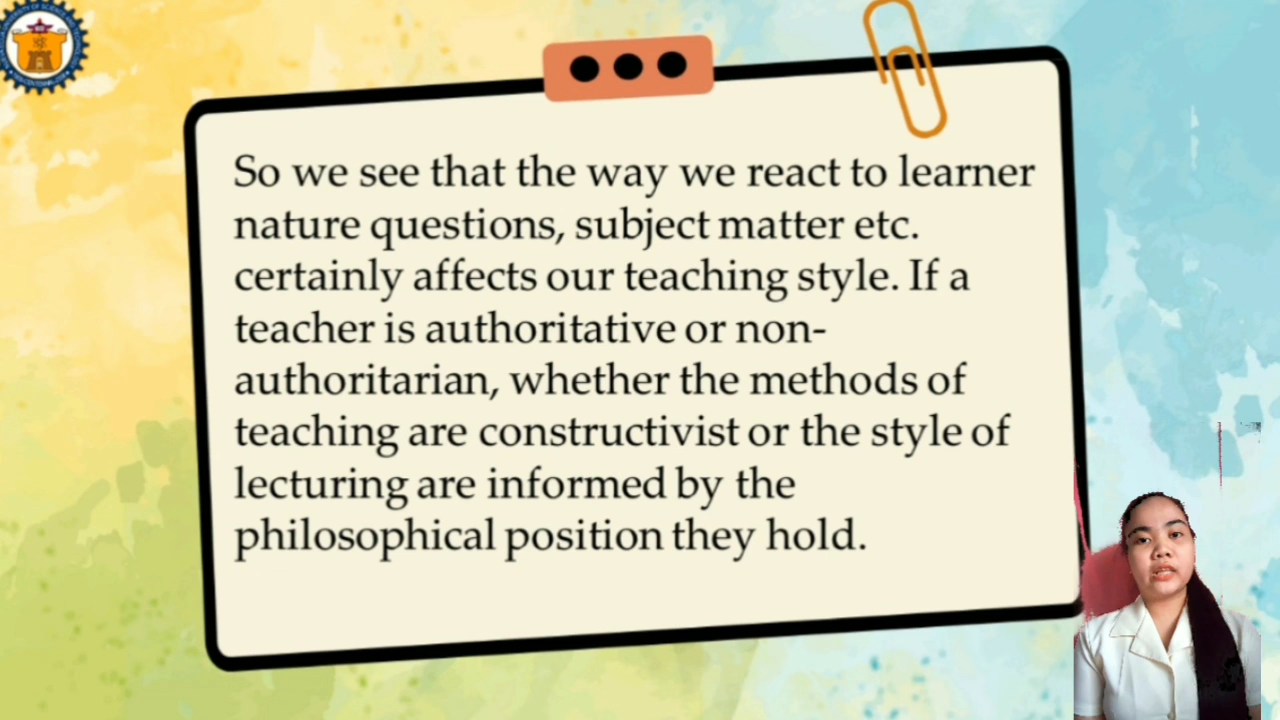 So we see that the way we react to learner
nature questions, subject matter etc.
certainly affects our teaching style. If a
teacher is authoritative or non-
authoritarian, whether the methods of
teaching are constructivist or the style of
lecturing are informed by the
philosophical position they hold.